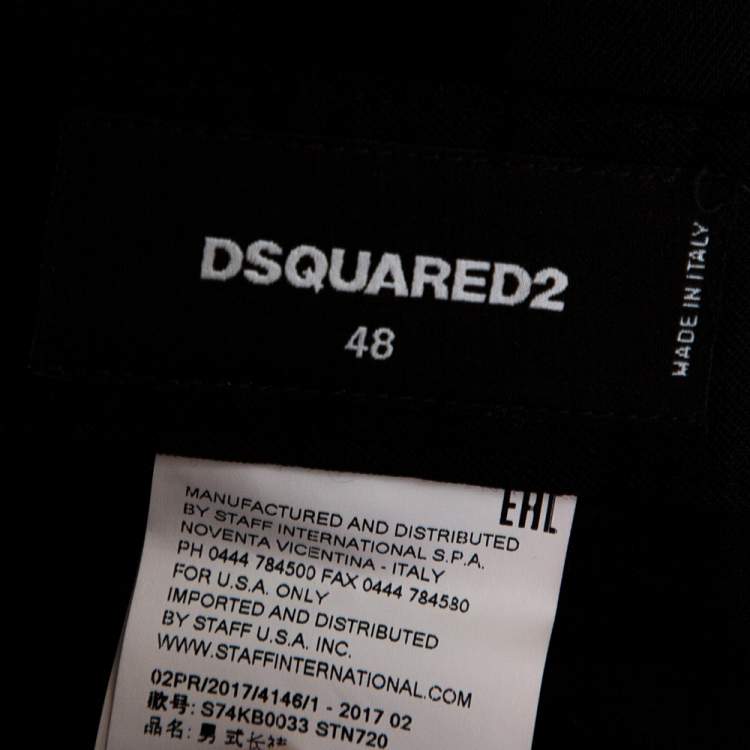 DSQUARED2
48
MADE IN ITALY
EAC
MANUFACTURED AND DISTRIBUTED
BY STAFF INTERNATIONAL S.P.A.
NOVENTA VICENTINA - ITALY
PH 0444 784500 FAX 0444 784580
FOR U.S.A. ONLY
IMPORTED AND DISTRIBUTED
BY STAFF U.S.A. INC.
WWW.STAFFINTERNATIONAL.COM
02PR/2017/4146/1 - 2017 02
款号: S74KB0033 STN720
品名: 男 式长裤